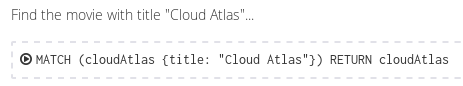 Find the movie with title "Cloud Atlas"...
MATCH (cloudAtlas {title: "Cloud Atlas"}) RETURN cloudAtlas